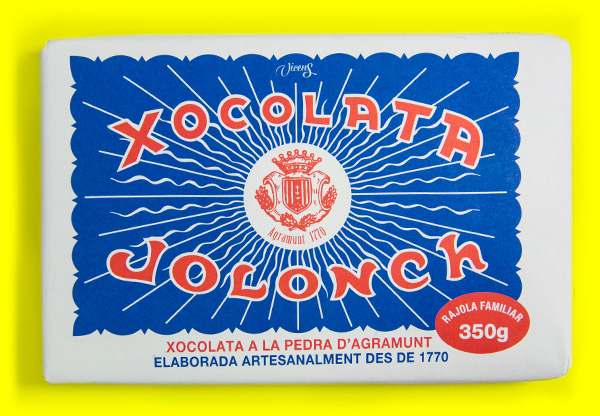 Vicens
XOCOLATA
Agramunt 1770
JOLONCh
RAJOLA FAMILIAR
350g
XOCOLATA A LA PEDRA D'AGRAMUNT
ELABORADA ARTESANALMENT DES DE 1770